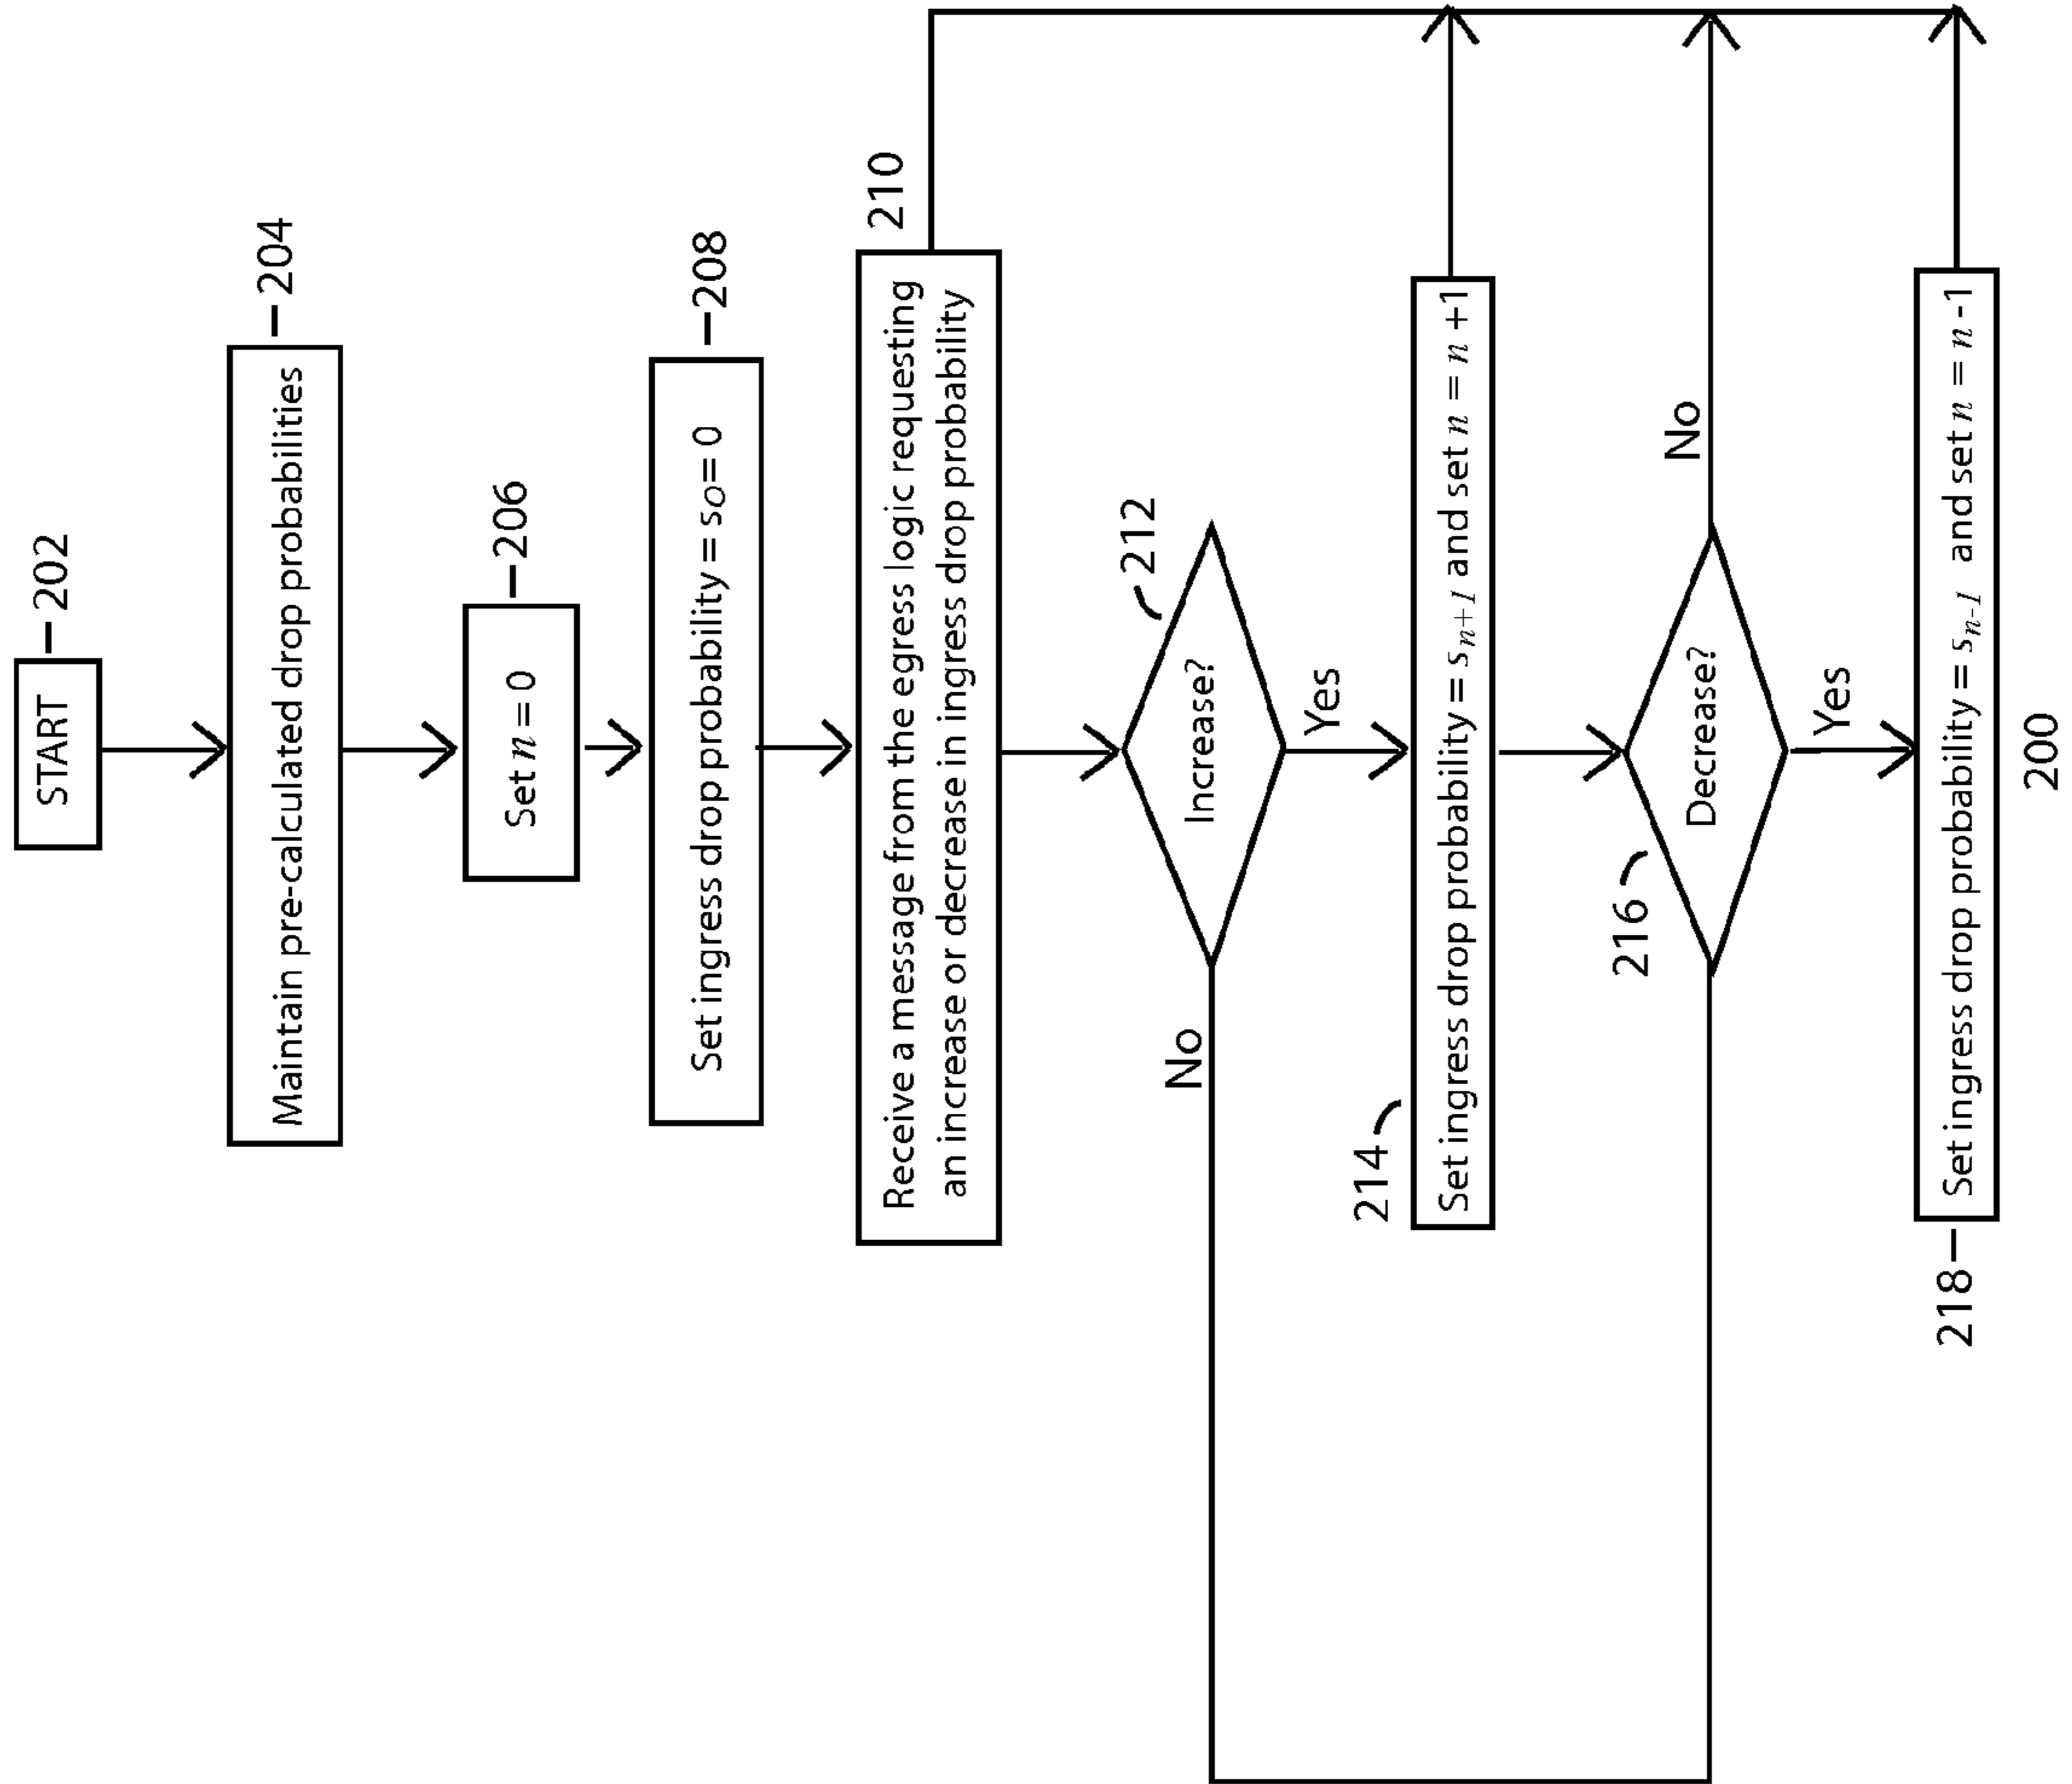 START
202
Maintain pre-calculated drop probabilities
204
Set n = 0
206
Set ingress drop probability = s0= 0
208
210
Receive a message from the egress logic requesting
an increase or decrease in ingress drop probability
212
Increase?
No
Yes
214
Set ingress drop probability = sn+1 and set n = n +1
216
Decrease?
No
Yes
218
Set ingress drop probability = sn-1 and set n = n -1
200